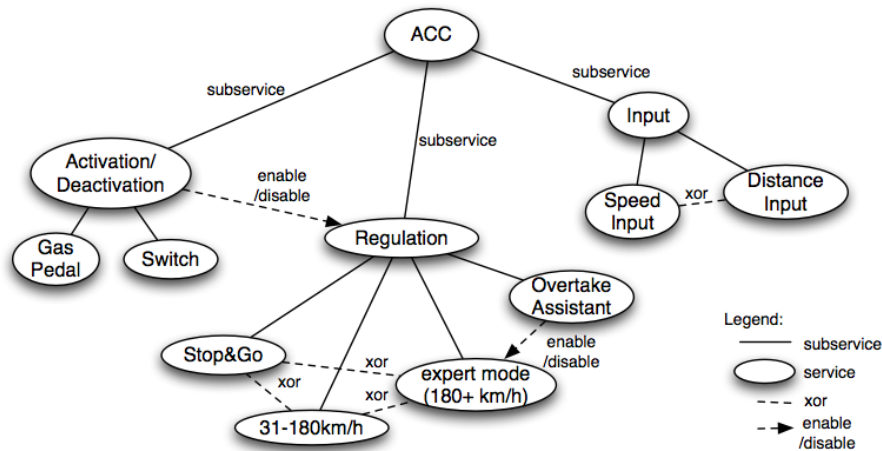 ACC
subservice
subservice
subservice
Input
Activation/
Deactivation
enable
/disable
Speed
Input
xor
Distance
Input
Regulation
Gas
Pedal
Switch
Overtake
Assistant
enable
/disable
Stop&Go
xor
xor
xor
expert mode
(180+ km/h)
31-180km/h
Legend:
subservice
service
xor
enable
/disable